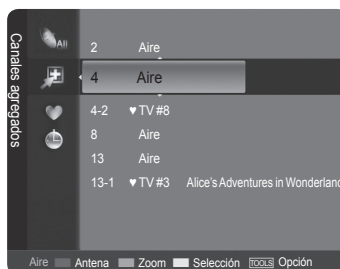 Canales agregados
All
2 Aire
4 Aire
4-2 ♥ TV #8
8 Aire
13 Aire
13-1 ♥ TV #3 Alice's Adventures in Wonderland
Aire Antena Zoom Selección TOOLS Opción